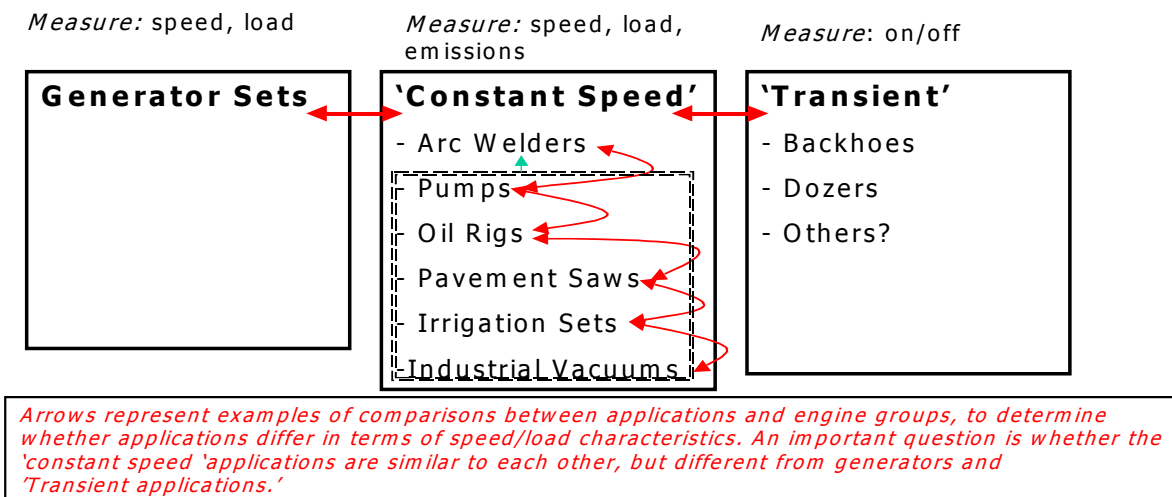 Measure: speed, load
Measure: speed, load,
emissions
Measure: on/off
Generator Sets
‘Constant Speed’
- Arc Welders
- Pumps
- Oil Rigs
- Pavement Saws
- Irrigation Sets
-Industrial Vacuums
‘Transient’
- Backhoes
- Dozers
- Others?
Arrows represent examples of comparisons between applications and engine groups, to determine
whether applications differ in terms of speed/load characteristics. An important question is whether the
‘constant speed ‘applications are similar to each other, but different from generators and
’Transient applications.’